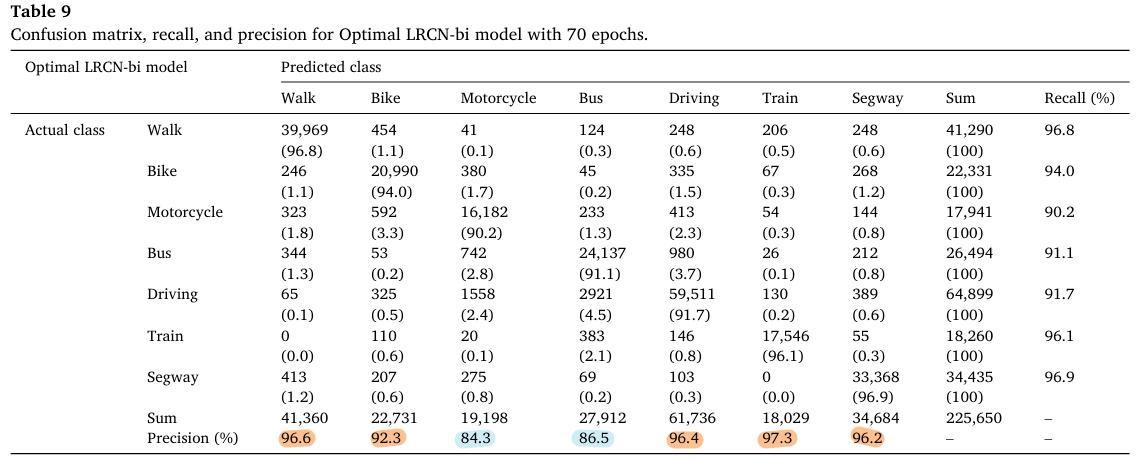 Table 9
Confusion matrix, recall, and precision for Optimal LRCN-bi model with 70 epochs.
Optimal LRCN-bi model Predicted class
Walk Bike Motorcycle Bus Driving Train Segway Sum Recall (%)
Actual class Walk 39,969 454 41 124 248 206 248 41,290 96.8
(96.8) (1.1) (0.1) (0.3) (0.6) (0.5) (0.6) (100)
Bike 246 20,990 380 45 335 67 268 22,331 94.0
(1.1) (94.0) (1.7) (0.2) (1.5) (0.3) (1.2) (100)
Motorcycle 323 592 16,182 233 413 54 144 17,941 90.2
(1.8) (3.3) (90.2) (1.3) (2.3) (0.3) (0.8) (100)
Bus 344 53 742 24,137 980 26 212 26,494 91.1
(1.3) (0.2) (2.8) (91.1) (3.7) (0.1) (0.8) (100)
Driving 65 325 1558 2921 59,511 130 389 64,899 91.7
(0.1) (0.5) (2.4) (4.5) (91.7) (0.2) (0.6) (100)
Train 0 110 20 383 146 17,546 55 18,260 96.1
(0.0) (0.6) (0.1) (2.1) (0.8) (96.1) (0.3) (100)
Segway 413 207 275 69 103 0 33,368 34,435 96.9
(1.2) (0.6) (0.8) (0.2) (0.3) (0.0) (96.9) (100)
Sum 41,360 22,731 19,198 27,912 61,736 18,029 34,684 225,650 –
Precision (%) 96.6 92.3 84.3 86.5 96.4 97.3 96.2 – –